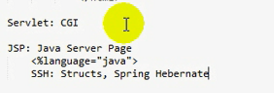 Servlet: CGI
JSP: Java Server Page
<%language="java">
SSH: Structs, Spring Hebernate